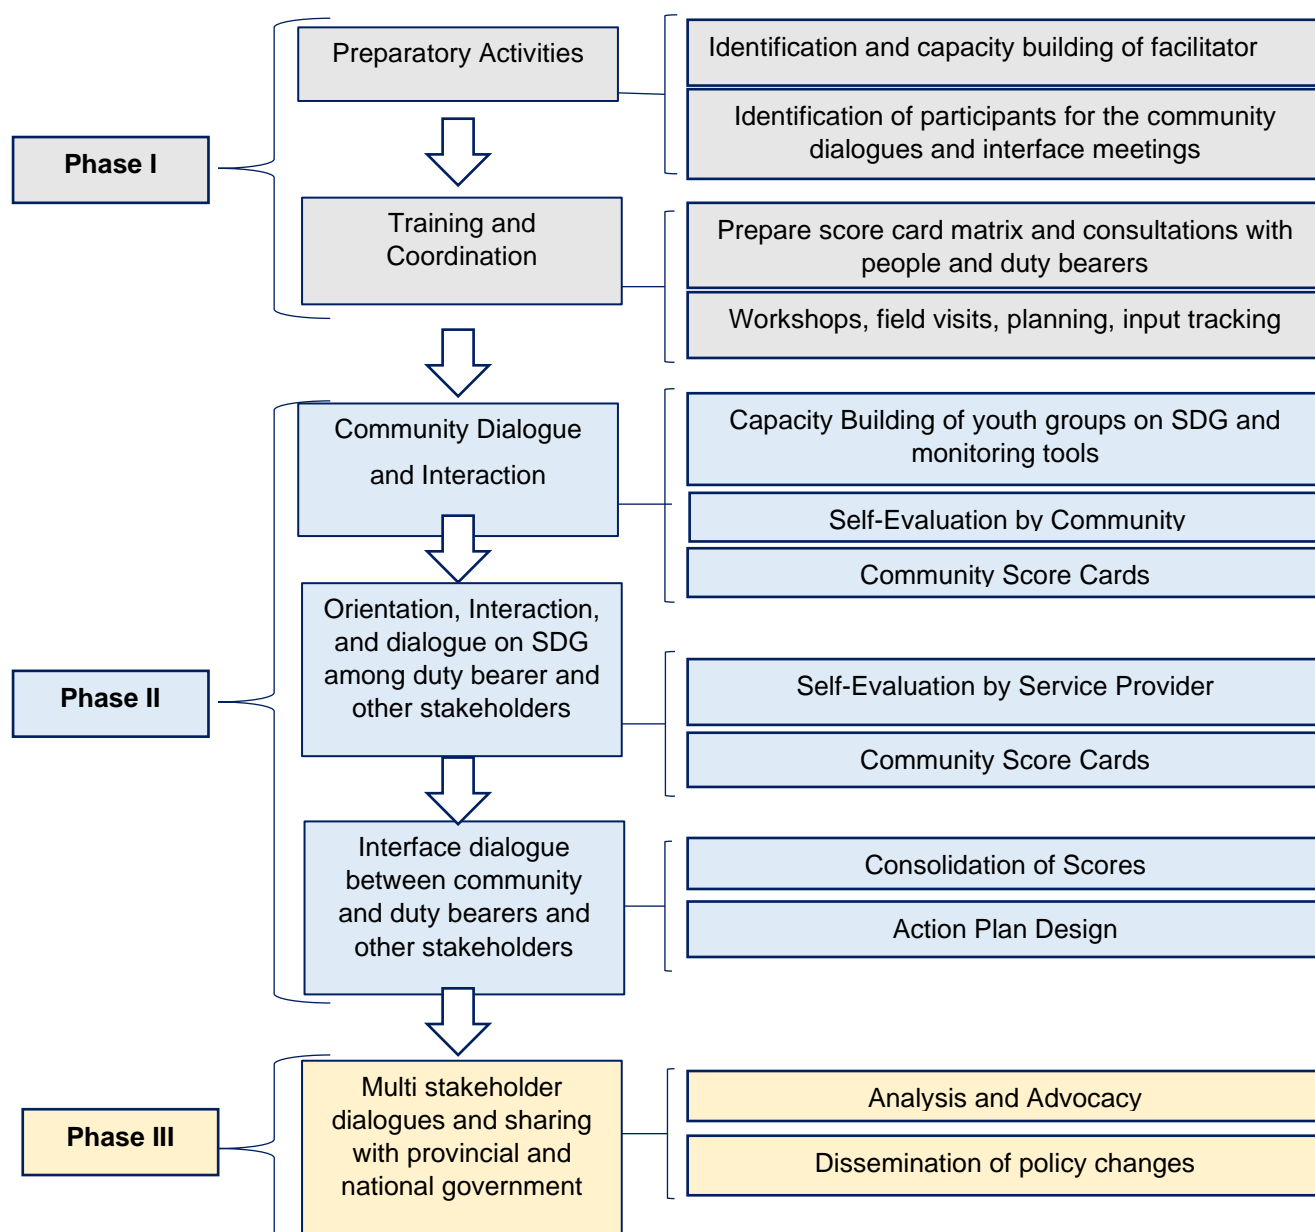 Phase I
Preparatory Activities
Identification and capacity building of facilitator
Identification of participants for the community
dialogues and interface meetings
Training and
Coordination
Prepare score card matrix and consultations with
people and duty bearers
Workshops, field visits, planning, input tracking
Phase II
Community Dialogue
and Interaction
Capacity Building of youth groups on SDG and
monitoring tools
Self-Evaluation by Community
Community Score Cards
Orientation, Interaction,
and dialogue on SDG
among duty bearer and
other stakeholders
Self-Evaluation by Service Provider
Community Score Cards
Interface dialogue
between community
and duty bearers and
other stakeholders
Consolidation of Scores
Action Plan Design
Phase III
Multi stakeholder
dialogues and sharing
with provincial and
national government
Analysis and Advocacy
Dissemination of policy changes